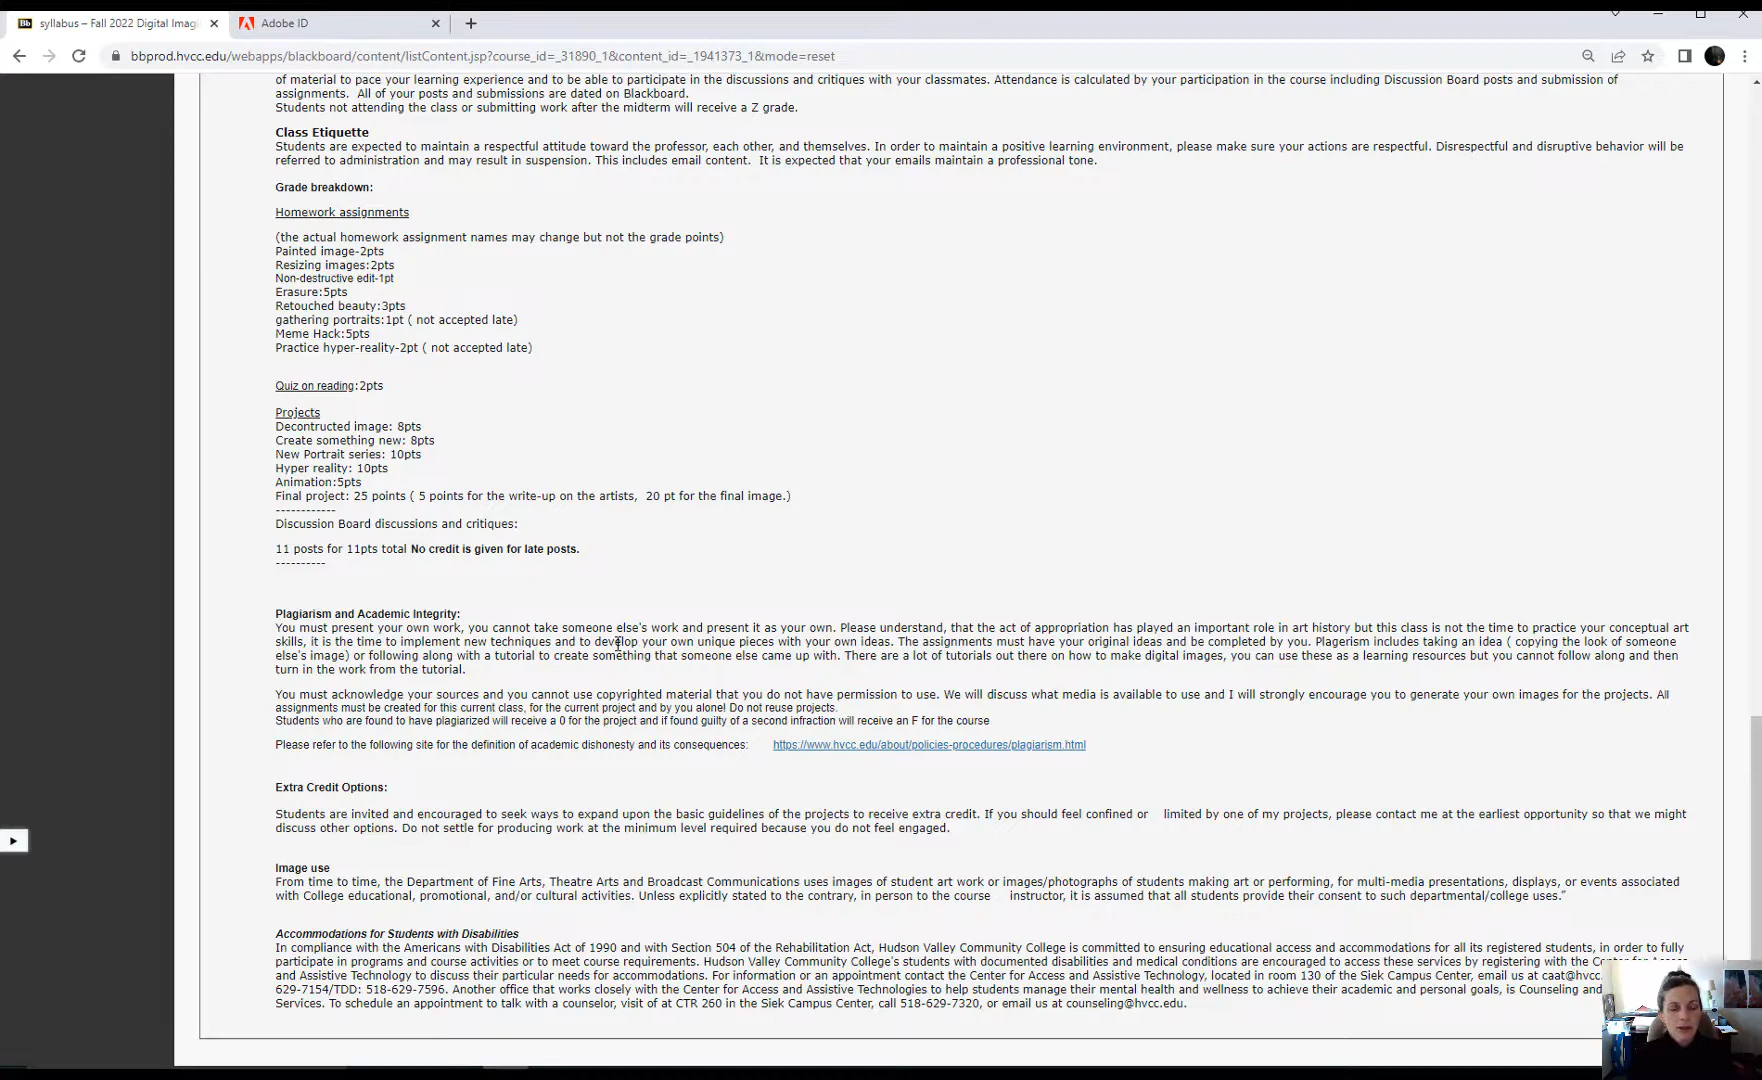 syllabus – Fall 2022 Digital Imag
Adobe ID
bbprod.hvcc.edu/webapps/blackboard/content/listContent.jsp?course_id=_31890_1&content_id=_1941373_1&mode=reset
of material to pace your learning experience and to be able to participate in the discussions and critiques with your classmates. Attendance is calculated by your participation in the course including Discussion Board posts and submission of
assignments.  All of your posts and submissions are dated on Blackboard.
Students not attending the class or submitting work after the midterm will receive a Z grade.
Class Etiquette
Students are expected to maintain a respectful attitude toward the professor, each other, and themselves. In order to maintain a positive learning environment, please make sure your actions are respectful. Disrespectful and disruptive behavior will be
referred to administration and may result in suspension. This includes email content.  It is expected that your emails maintain a professional tone.
Grade breakdown:
Homework assignments
(the actual homework assignment names may change but not the grade points)
Painted image-2pts
Resizing images:2pts
Non-destructive edit-1pt
Erasure:5pts
Retouched beauty:3pts
gathering portraits:1pt ( not accepted late)
Meme Hack:5pts
Practice hyper-reality-2pt ( not accepted late)
Quiz on reading:2pts
Projects
Decontructed image: 8pts
Create something new: 8pts
New Portrait series: 10pts
Hyper reality: 10pts
Animation:5pts
Final project: 25 points ( 5 points for the write-up on the artists,  20 pt for the final image.)
------------
Discussion Board discussions and critiques:
11 posts for 11pts total No credit is given for late posts.
----------
Plagiarism and Academic Integrity:
You must present your own work, you cannot take someone else's work and present it as your own. Please understand, that the act of appropriation has played an important role in art history but this class is not the time to practice your conceptual art
skills, it is the time to implement new techniques and to develop your own unique pieces with your own ideas. The assignments must have your original ideas and be completed by you. Plagerism includes taking an idea ( copying the look of someone
else's image) or following along with a tutorial to create something that someone else came up with. There are a lot of tutorials out there on how to make digital images, you can use these as a learning resources but you cannot follow along and then
turn in the work from the tutorial.
You must acknowledge your sources and you cannot use copyrighted material that you do not have permission to use. We will discuss what media is available to use and I will strongly encourage you to generate your own images for the projects. All
assignments must be created for this current class, for the current project and by you alone! Do not reuse projects.
Students who are found to have plagiarized will receive a 0 for the project and if found guilty of a second infraction will receive an F for the course
Please refer to the following site for the definition of academic dishonesty and its consequences: https://www.hvcc.edu/about/policies-procedures/plagiarism.html
Extra Credit Options:
Students are invited and encouraged to seek ways to expand upon the basic guidelines of the projects to receive extra credit. If you should feel confined or limited by one of my projects, please contact me at the earliest opportunity so that we might
discuss other options. Do not settle for producing work at the minimum level required because you do not feel engaged.
Image use
From time to time, the Department of Fine Arts, Theatre Arts and Broadcast Communications uses images of student art work or images/photographs of students making art or performing, for multi-media presentations, displays, or events associated
with College educational, promotional, and/or cultural activities. Unless explicitly stated to the contrary, in person to the course instructor, it is assumed that all students provide their consent to such departmental/college uses."
Accommodations for Students with Disabilities
In compliance with the Americans with Disabilities Act of 1990 and with Section 504 of the Rehabilitation Act, Hudson Valley Community College is committed to ensuring educational access and accommodations for all its registered students, in order to fully
participate in programs and course activities or to meet course requirements. Hudson Valley Community College's students with documented disabilities and medical conditions are encouraged to access these services by registering with the
and Assistive Technology to discuss their particular needs for accommodations. For information or an appointment contact the Center for Access and Assistive Technology, located in room 130 of the Siek Campus Center, email us at caat@hvcc.
629-7154/TDD: 518-629-7596. Another office that works closely with the Center for Access and Assistive Technologies to help students manage their mental health and wellness to achieve their academic and personal goals, is Counseling and
Services. To schedule an appointment to talk with a counselor, visit of at CTR 260 in the Siek Campus Center, call 518-629-7320, or email us at counseling@hvcc.edu.